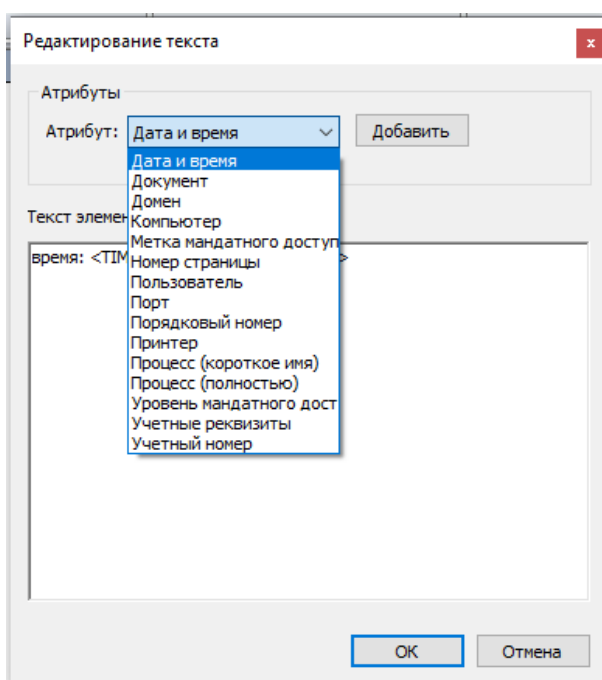 Редактирование текста
x
Атрибуты
Атрибут: Дата и время Добавить
Дата и время
Документ
Домен
Компьютер
Метка мандатного доступ
Номер страницы
Пользователь
Порт
Порядковый номер
Принтер
Процесс (короткое имя)
Процесс (полностью)
Уровень мандатного дост
Учетные реквизиты
Учетный номер
Текст элемен
время: <TIM >
ОК Отмена